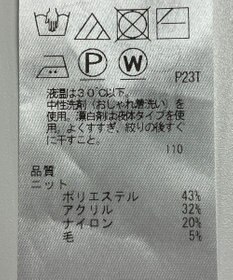 P
W
P23T
液温は30℃以下。
中性洗剤（おしゃれ着洗い）を
使用。漂白剤は液体タイプを使
用。よくすすぎ、絞りの後すぐ
に干すこと。
110
品質
ニット
ポリエステル 43%
アクリル 32%
ナイロン 20%
毛 5%